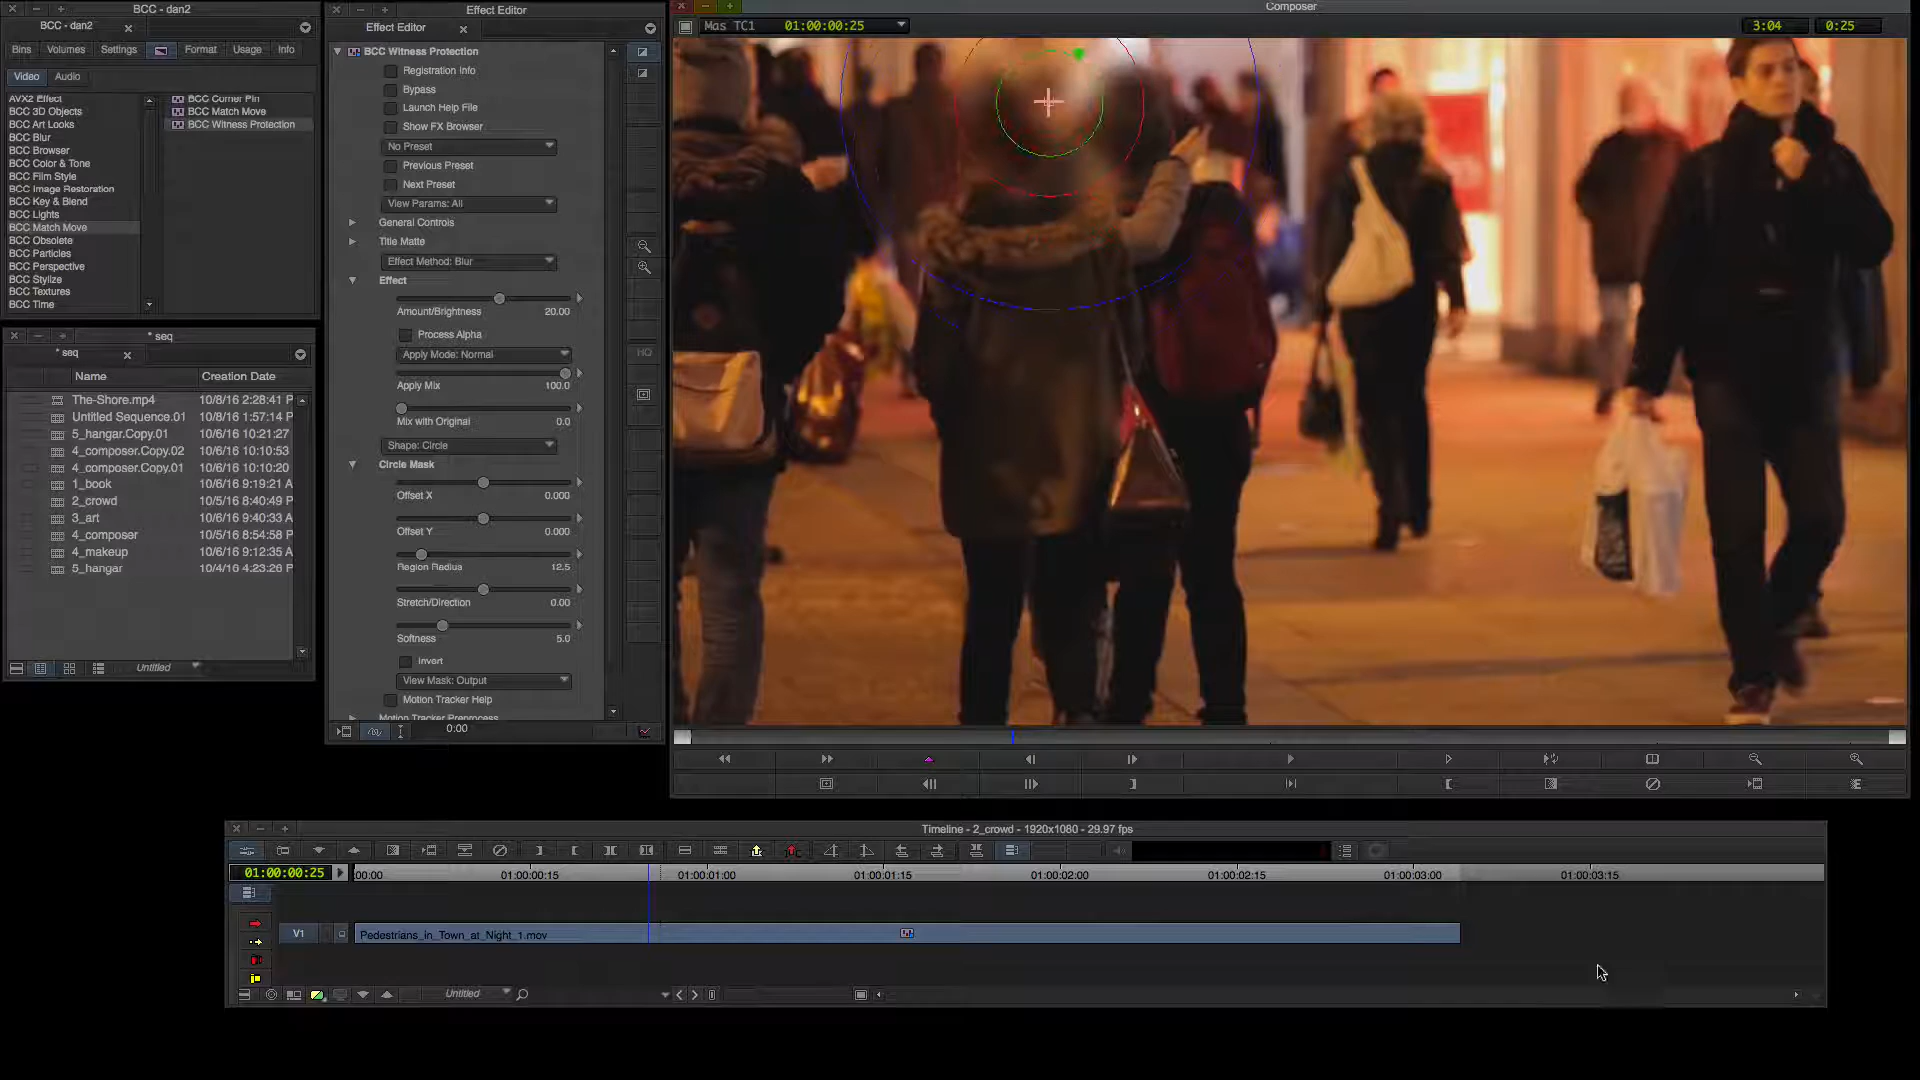 BCC - dan2
BCC - dan2
Bins
Volumes
Settings
Format
Usage
Info
Video
Audio
AVX2 Effect
BCC 3D Objects
BCC Art Looks
BCC Blur
BCC Browser
BCC Color & Tone
BCC Film Style
BCC Image Restoration
BCC Key & Blend
BCC Lights
BCC Match Move
BCC Obsolete
BCC Particles
BCC Perspective
BCC Stylize
BCC Textures
BCC Time
BCC Corner Pin
BCC Match Move
BCC Witness Protection
* seq
* seq
Name Creation Date
The-Shore.mp4 10/8/16 2:28:41 P
Untitled Sequence.01 10/8/16 1:57:14 P
5_hangar.Copy.01 10/6/16 10:21:27
4_composer.Copy.02 10/6/16 10:10:53
4_composer.Copy.01 10/6/16 10:10:20
1_book 10/6/16 9:19:21 A
2_crowd 10/5/16 8:40:49 P
3_art 10/6/16 9:40:33 A
4_composer 10/5/16 8:54:58 P
4_makeup 10/6/16 9:12:35 A
5_hangar 10/4/16 4:23:26 P
Untitled
Effect Editor
Effect Editor
BCC Witness Protection
Registration Info
Bypass
Launch Help File
Show FX Browser
No Preset
Previous Preset
Next Preset
View Params: All
General Controls
Title Matte
Effect Method: Blur
Effect
Amount/Brightness 20.00
Process Alpha
Apply Mode: Normal
Apply Mix 100.0
Mix with Original 0.0
Shape: Circle
Circle Mask
Offset X 0.000
Offset Y 0.000
Region Radius 12.5
Stretch/Direction 0.00
Softness 5.0
Invert
View Mask: Output
Motion Tracker Help
Motion Tracker Preprocess
0:00
HQ
Composer
Mas TC1 01:00:00:25
3:04
0:25
Timeline - 2_crowd - 1920x1080 - 29.97 fps
01:00:00:25
:00:00
01:00:00:15
01:00:01:00
01:00:01:15
01:00:02:00
01:00:02:15
01:00:03:00
01:00:03:15
V1
Pedestrians_in_Town_at_Night_1.mov
Untitled